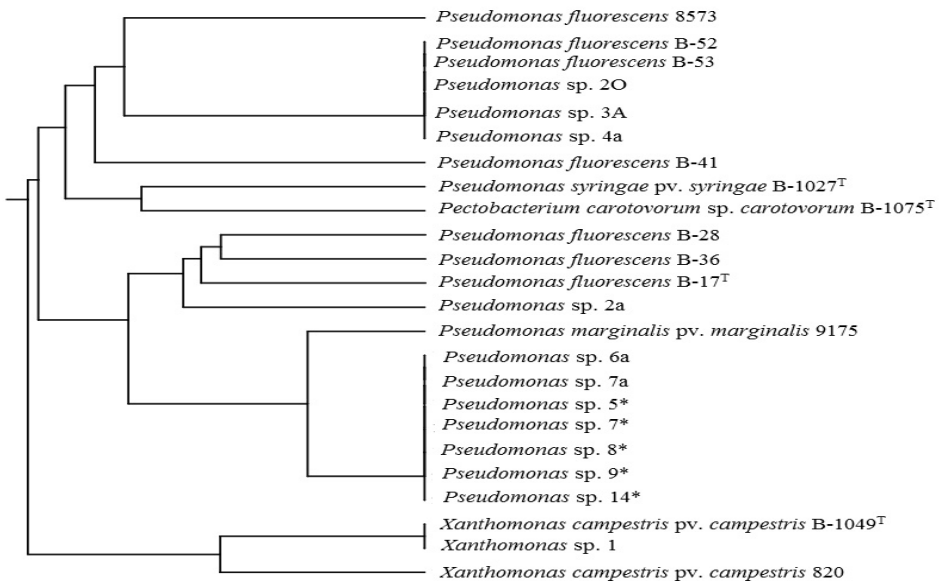 Pseudomonas fluorescens 8573
Pseudomonas fluorescens B-52
Pseudomonas fluorescens B-53
Pseudomonas sp. 2O
Pseudomonas sp. 3A
Pseudomonas sp. 4a
Pseudomonas fluorescens B-41
Pseudomonas syringae pv. syringae B-1027ᵀ
Pectobacterium carotovorum sp. carotovorum B-1075ᵀ
Pseudomonas fluorescens B-28
Pseudomonas fluorescens B-36
Pseudomonas fluorescens B-17ᵀ
Pseudomonas sp. 2a
Pseudomonas marginalis pv. marginalis 9175
Pseudomonas sp. 6a
Pseudomonas sp. 7a
Pseudomonas sp. 5*
Pseudomonas sp. 7*
Pseudomonas sp. 8*
Pseudomonas sp. 9*
Pseudomonas sp. 14*
Xanthomonas campestris pv. campestris B-1049ᵀ
Xanthomonas sp. 1
Xanthomonas campestris pv. campestris 820